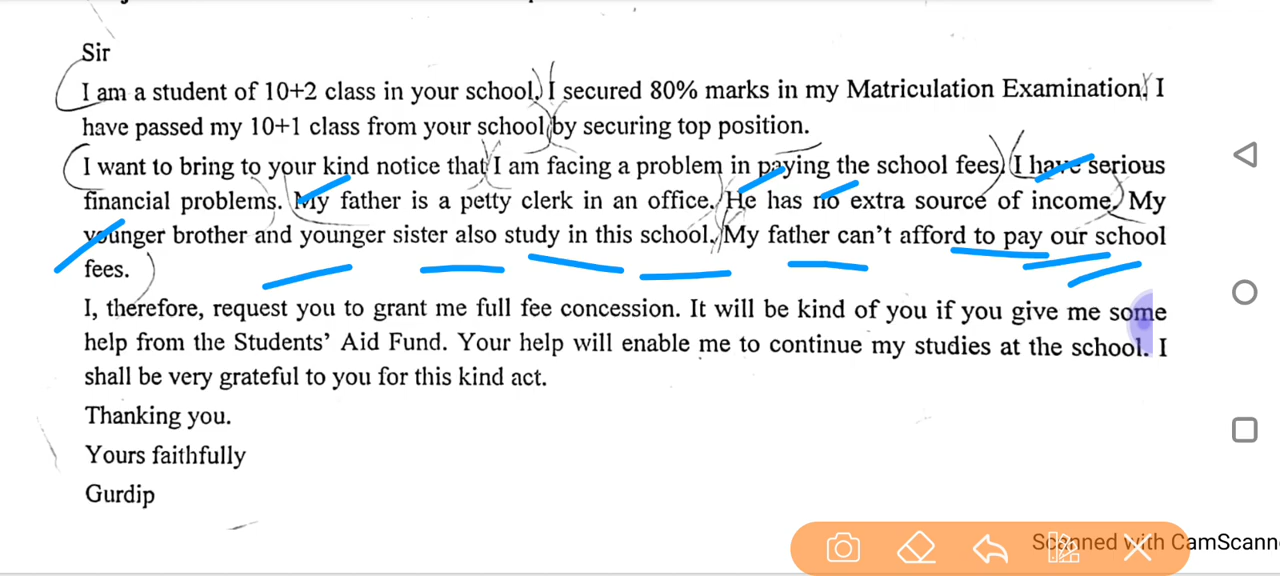 Sir
I am a student of 10+2 class in your school. I secured 80% marks in my Matriculation Examination. I
have passed my 10+1 class from your school by securing top position.
I want to bring to your kind notice that I am facing a problem in paying the school fees. I have serious
financial problems. My father is a petty clerk in an office. He has no extra source of income. My
younger brother and younger sister also study in this school. My father can't afford to pay our school
fees.
I, therefore, request you to grant me full fee concession. It will be kind of you if you give me some
help from the Students' Aid Fund. Your help will enable me to continue my studies at the school. I
shall be very grateful to you for this kind act.
Thanking you.
Yours faithfully
Gurdip
Scanned with CamScann